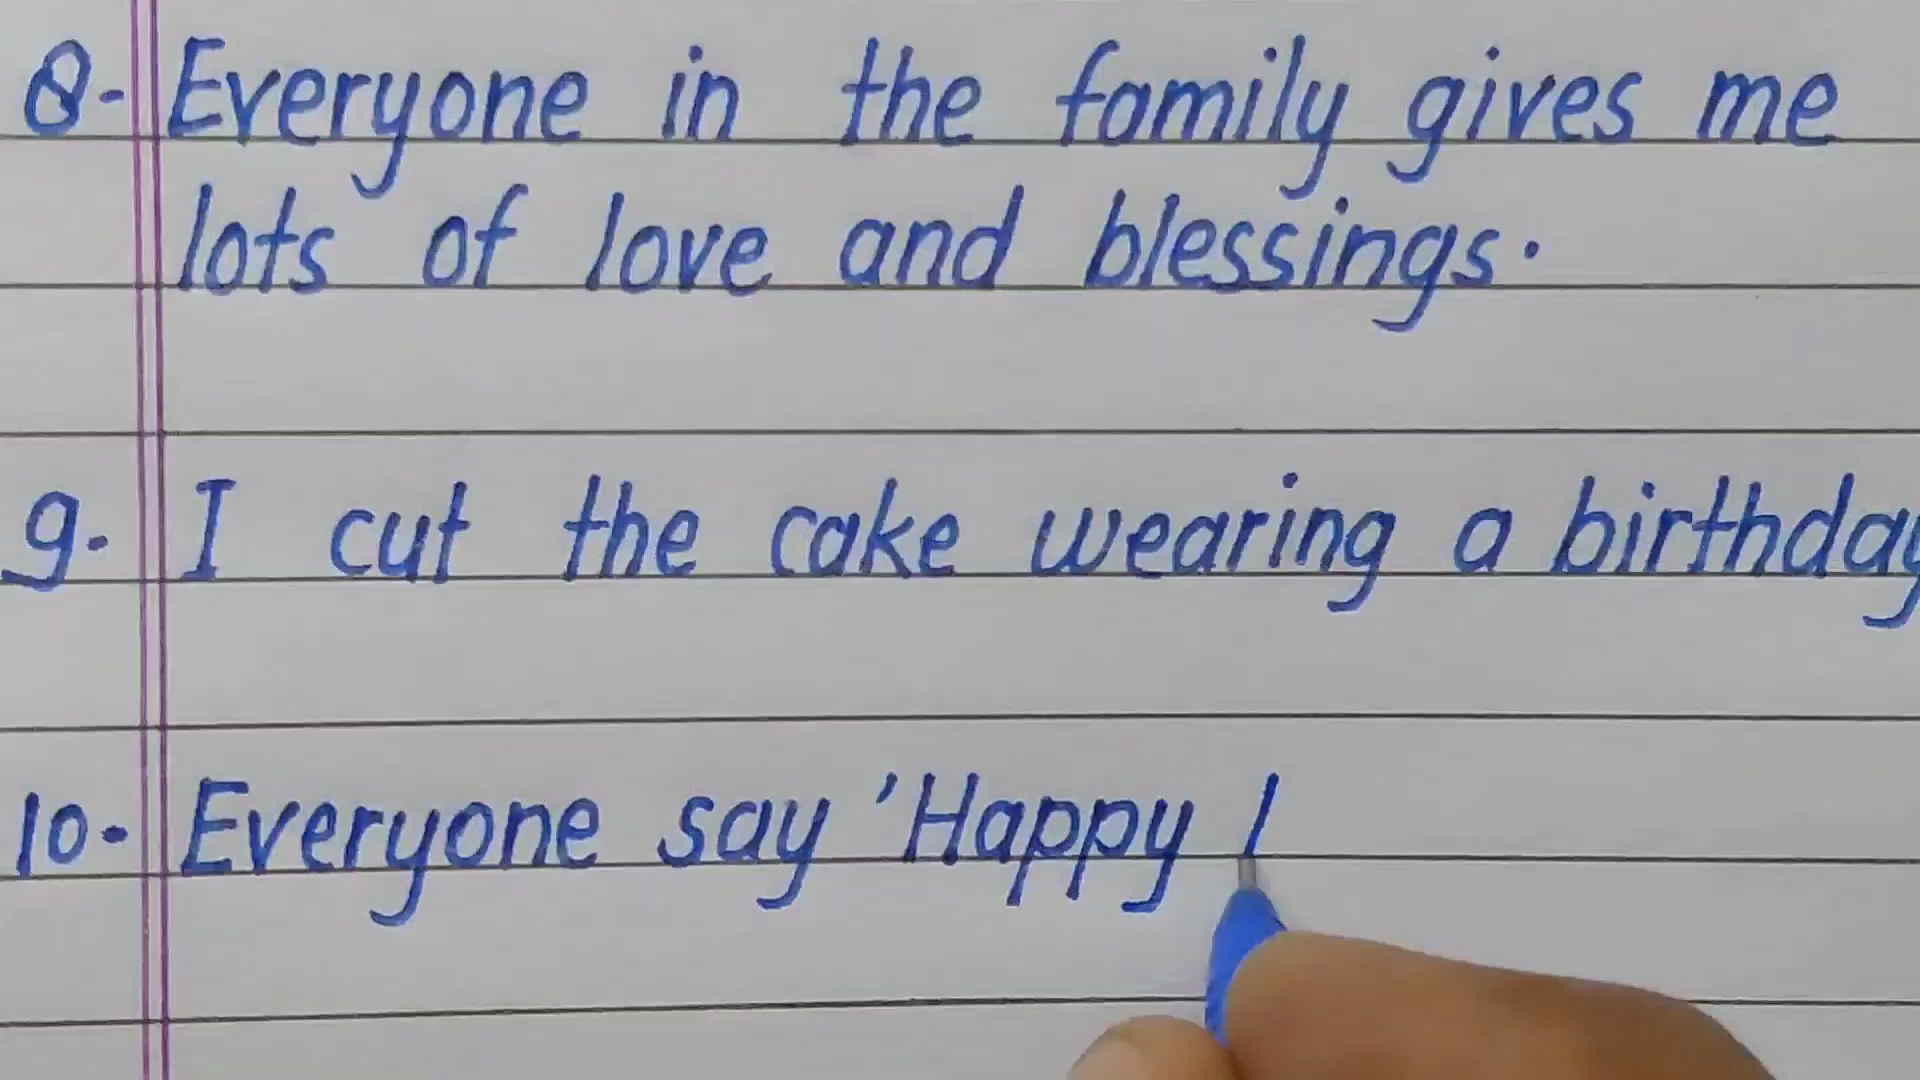 8- Everyone in the family gives me
lots of love and blessings.
9. I cut the cake wearing a birthday
10- Everyone say 'Happy